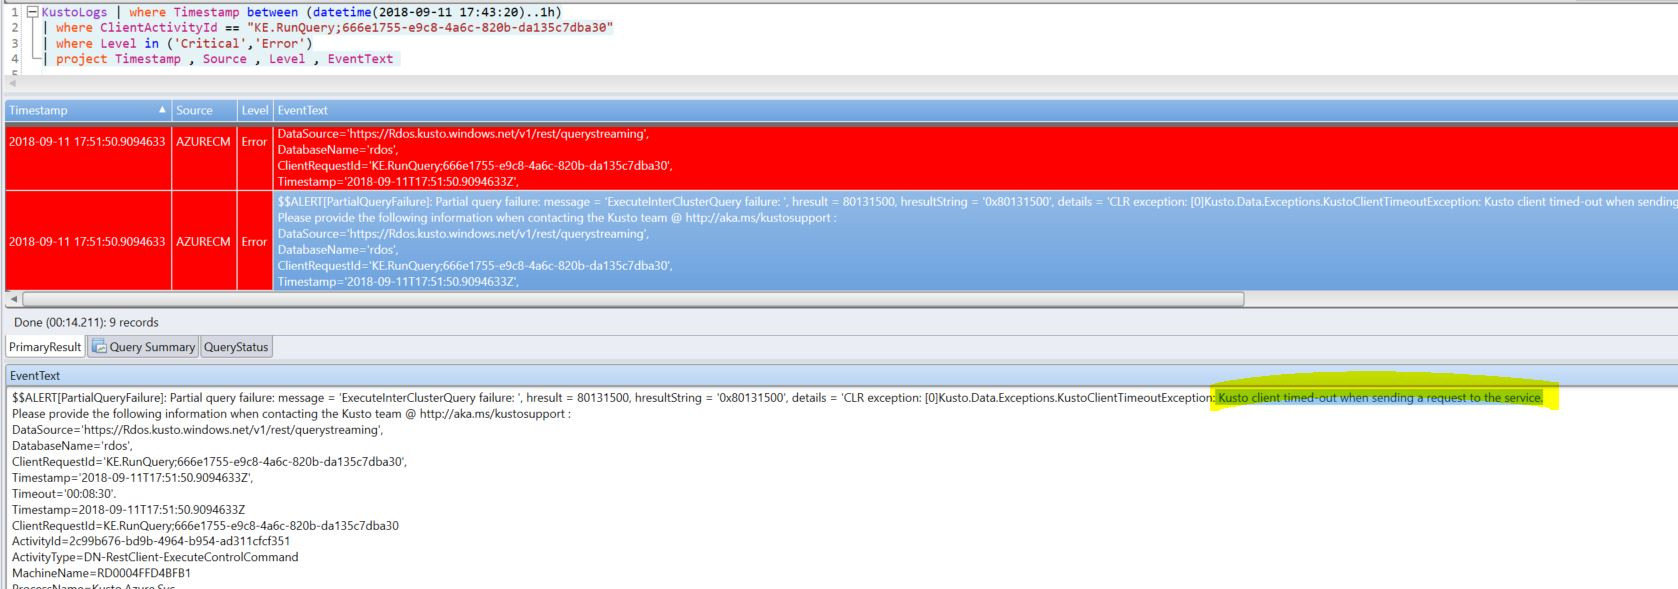 1 KustoLogs | where Timestamp between (datetime(2018-09-11 17:43:20)..1h)
2 | where ClientActivityId == "KE.RunQuery;666e1755-e9c8-4a6c-820b-da135c7dba30"
3 | where Level in ('Critical','Error')
4 | project Timestamp , Source , Level , EventText
5
Timestamp Source Level EventText
DataSource='https://Rdos.kusto.windows.net/v1/rest/querystreaming',
2018-09-11 17:51:50.9094633 AZURECM Error
DatabaseName='rdos',
ClientRequestId='KE.RunQuery;666e1755-e9c8-4a6c-820b-da135c7dba30',
Timestamp='2018-09-11T17:51:50.9094633Z',
$$ALERT[PartialQueryFailure]: Partial query failure: message = 'ExecuteInterClusterQuery failure: ', hresult = 80131500, hresultString = '0x80131500', details = 'CLR exception: [0]Kusto.Data.Exceptions.KustoClientTimeoutException: Kusto client timed-out when sending
Please provide the following information when contacting the Kusto team @ http://aka.ms/kustosupport :
DataSource='https://Rdos.kusto.windows.net/v1/rest/querystreaming',
2018-09-11 17:51:50.9094633 AZURECM Error
DatabaseName='rdos',
ClientRequestId='KE.RunQuery;666e1755-e9c8-4a6c-820b-da135c7dba30',
Timestamp='2018-09-11T17:51:50.9094633Z',
Done (00:14.211): 9 records
PrimaryResult Query Summary QueryStatus
EventText
$$ALERT[PartialQueryFailure]: Partial query failure: message = 'ExecuteInterClusterQuery failure: ', hresult = 80131500, hresultString = '0x80131500', details = 'CLR exception: [0]Kusto.Data.Exceptions.KustoClientTimeoutException: Kusto client timed-out when sending a request to the service.
Please provide the following information when contacting the Kusto team @ http://aka.ms/kustosupport :
DataSource='https://Rdos.kusto.windows.net/v1/rest/querystreaming',
DatabaseName='rdos',
ClientRequestId='KE.RunQuery;666e1755-e9c8-4a6c-820b-da135c7dba30',
Timestamp='2018-09-11T17:51:50.9094633Z',
Timeout='00:08:30'.
Timestamp=2018-09-11T17:51:50.9094633Z
ClientRequestId=KE.RunQuery;666e1755-e9c8-4a6c-820b-da135c7dba30
ActivityId=2c99b676-bd9b-4964-b954-ad311cfcf351
ActivityType=DN-RestClient-ExecuteControlCommand
MachineName=RD0004FFD4BFB1
ProcessName=Kusto.Azure.Svc